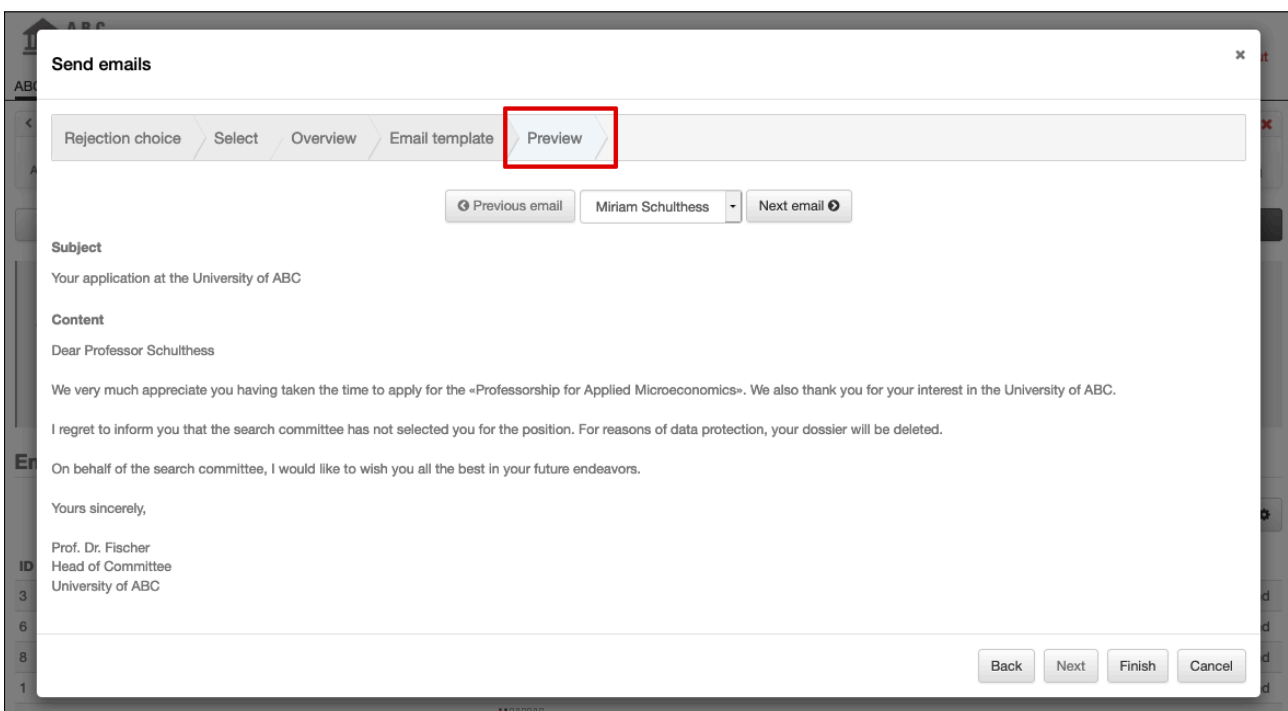 ABC
Send emails
×
Rejection choice Select Overview Email template Preview
Previous email Miriam Schulthess Next email
Subject
Your application at the University of ABC
Content
Dear Professor Schulthess
We very much appreciate you having taken the time to apply for the «Professorship for Applied Microeconomics». We also thank you for your interest in the University of ABC.
I regret to inform you that the search committee has not selected you for the position. For reasons of data protection, your dossier will be deleted.
On behalf of the search committee, I would like to wish you all the best in your future endeavors.
Yours sincerely,
Prof. Dr. Fischer
Head of Committee
University of ABC
ID
3
6
8
1
Back Next Finish Cancel